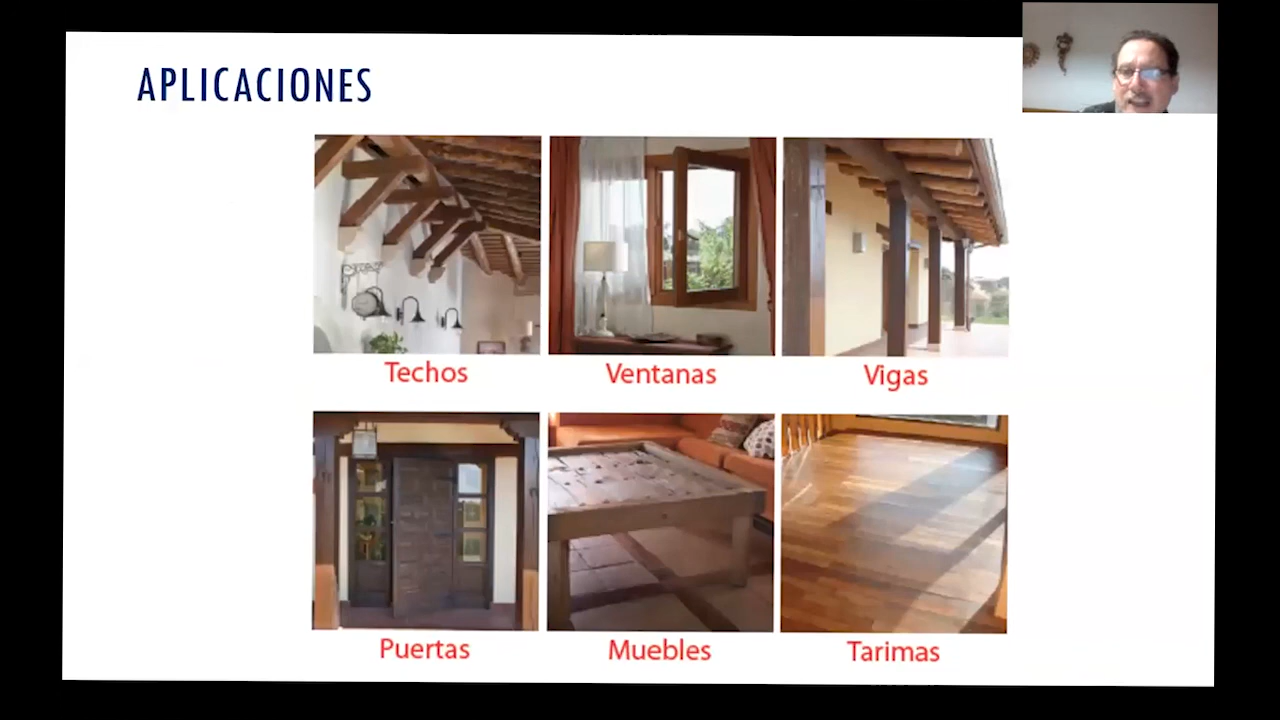 APLICACIONES
Techos
Ventanas
Vigas
Puertas
Muebles
Tarimas